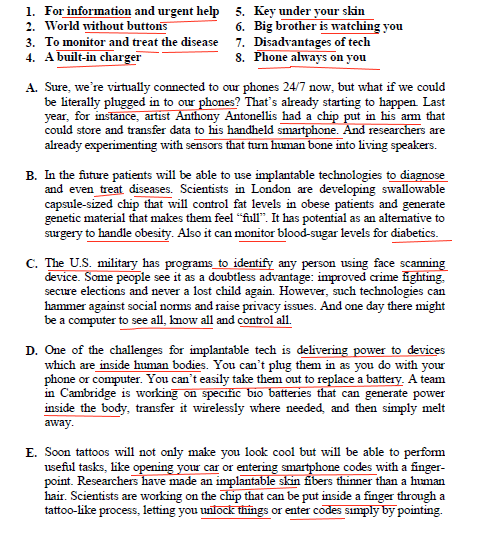 1. For information and urgent help
2. World without buttons
3. To monitor and treat the disease
4. A built-in charger
5. Key under your skin
6. Big brother is watching you
7. Disadvantages of tech
8. Phone always on you
A. Sure, we're virtually connected to our phones 24/7 now, but what if we could
be literally plugged in to our phones? That's already starting to happen. Last
year, for instance, artist Anthony Antonellis had a chip put in his arm that
could store and transfer data to his handheld smartphone. And researchers are
already experimenting with sensors that turn human bone into living speakers.
B. In the future patients will be able to use implantable technologies to diagnose
and even treat diseases. Scientists in London are developing swallowable
capsule-sized chip that will control fat levels in obese patients and generate
genetic material that makes them feel "full". It has potential as an alternative to
surgery to handle obesity. Also it can monitor blood-sugar levels for diabetics.
C. The U.S. military has programs to identify any person using face scanning
device. Some people see it as a doubtless advantage: improved crime fighting,
secure elections and never a lost child again. However, such technologies can
hammer against social norms and raise privacy issues. And one day there might
be a computer to see all, know all and control all.
D. One of the challenges for implantable tech is delivering power to devices
which are inside human bodies. You can't plug them in as you do with your
phone or computer. You can't easily take them out to replace a battery. A team
in Cambridge is working on specific bio batteries that can generate power
inside the body, transfer it wirelessly where needed, and then simply melt
away.
E. Soon tattoos will not only make you look cool but will be able to perform
useful tasks, like opening your car or entering smartphone codes with a finger-
point. Researchers have made an implantable skin fibers thinner than a human
hair. Scientists are working on the chip that can be put inside a finger through a
tattoo-like process, letting you unlock things or enter codes simply by pointing.